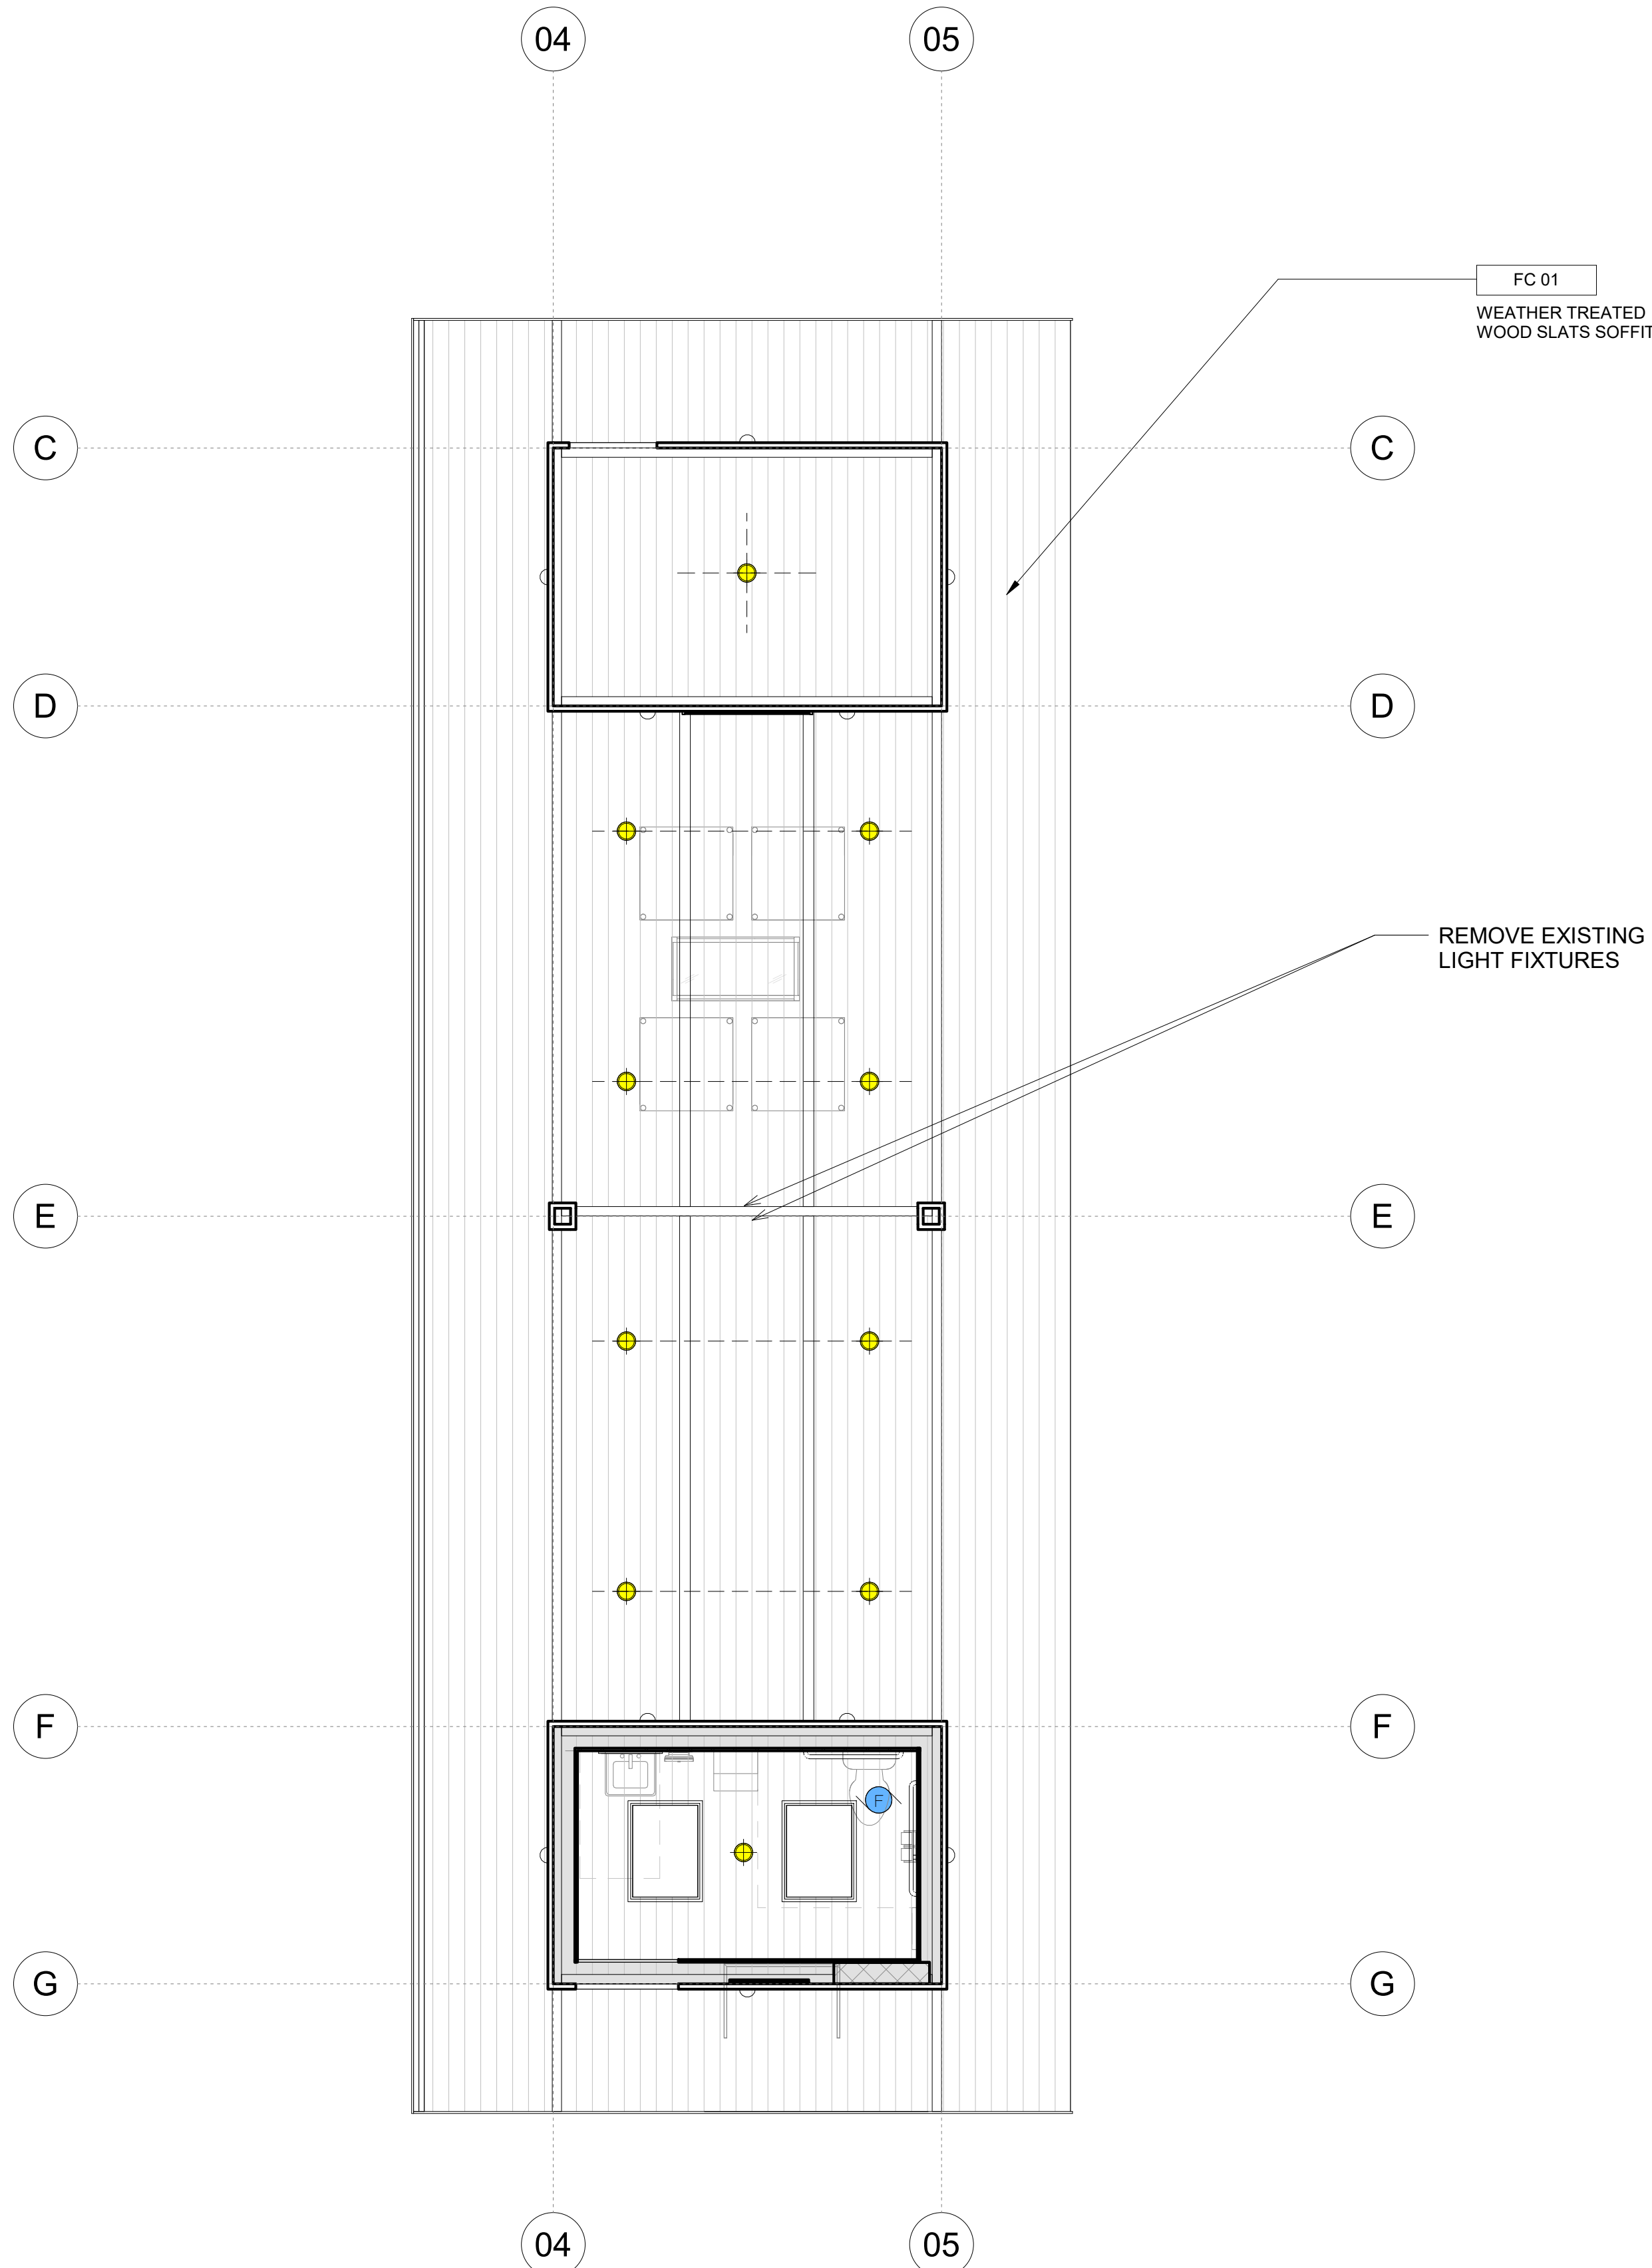 04 05
FC 01
WEATHER TREATED
WOOD SLATS SOFFIT
C C
D D
REMOVE EXISTING
LIGHT FIXTURES
E E
F F
F
G G
04 05